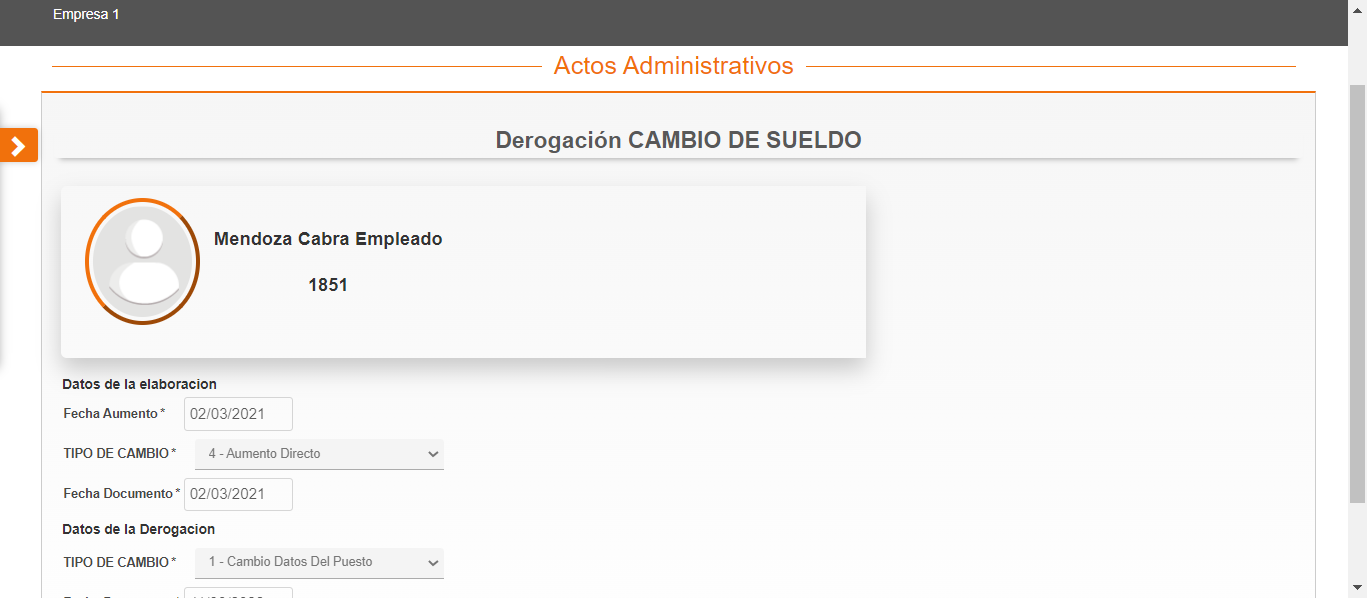 Empresa 1
Actos Administrativos
Derogación CAMBIO DE SUELDO
Mendoza Cabra Empleado
1851
Datos de la elaboracion
Fecha Aumento* 02/03/2021
TIPO DE CAMBIO* 4 - Aumento Directo
Fecha Documento* 02/03/2021
Datos de la Derogacion
TIPO DE CAMBIO* 1 - Cambio Datos Del Puesto